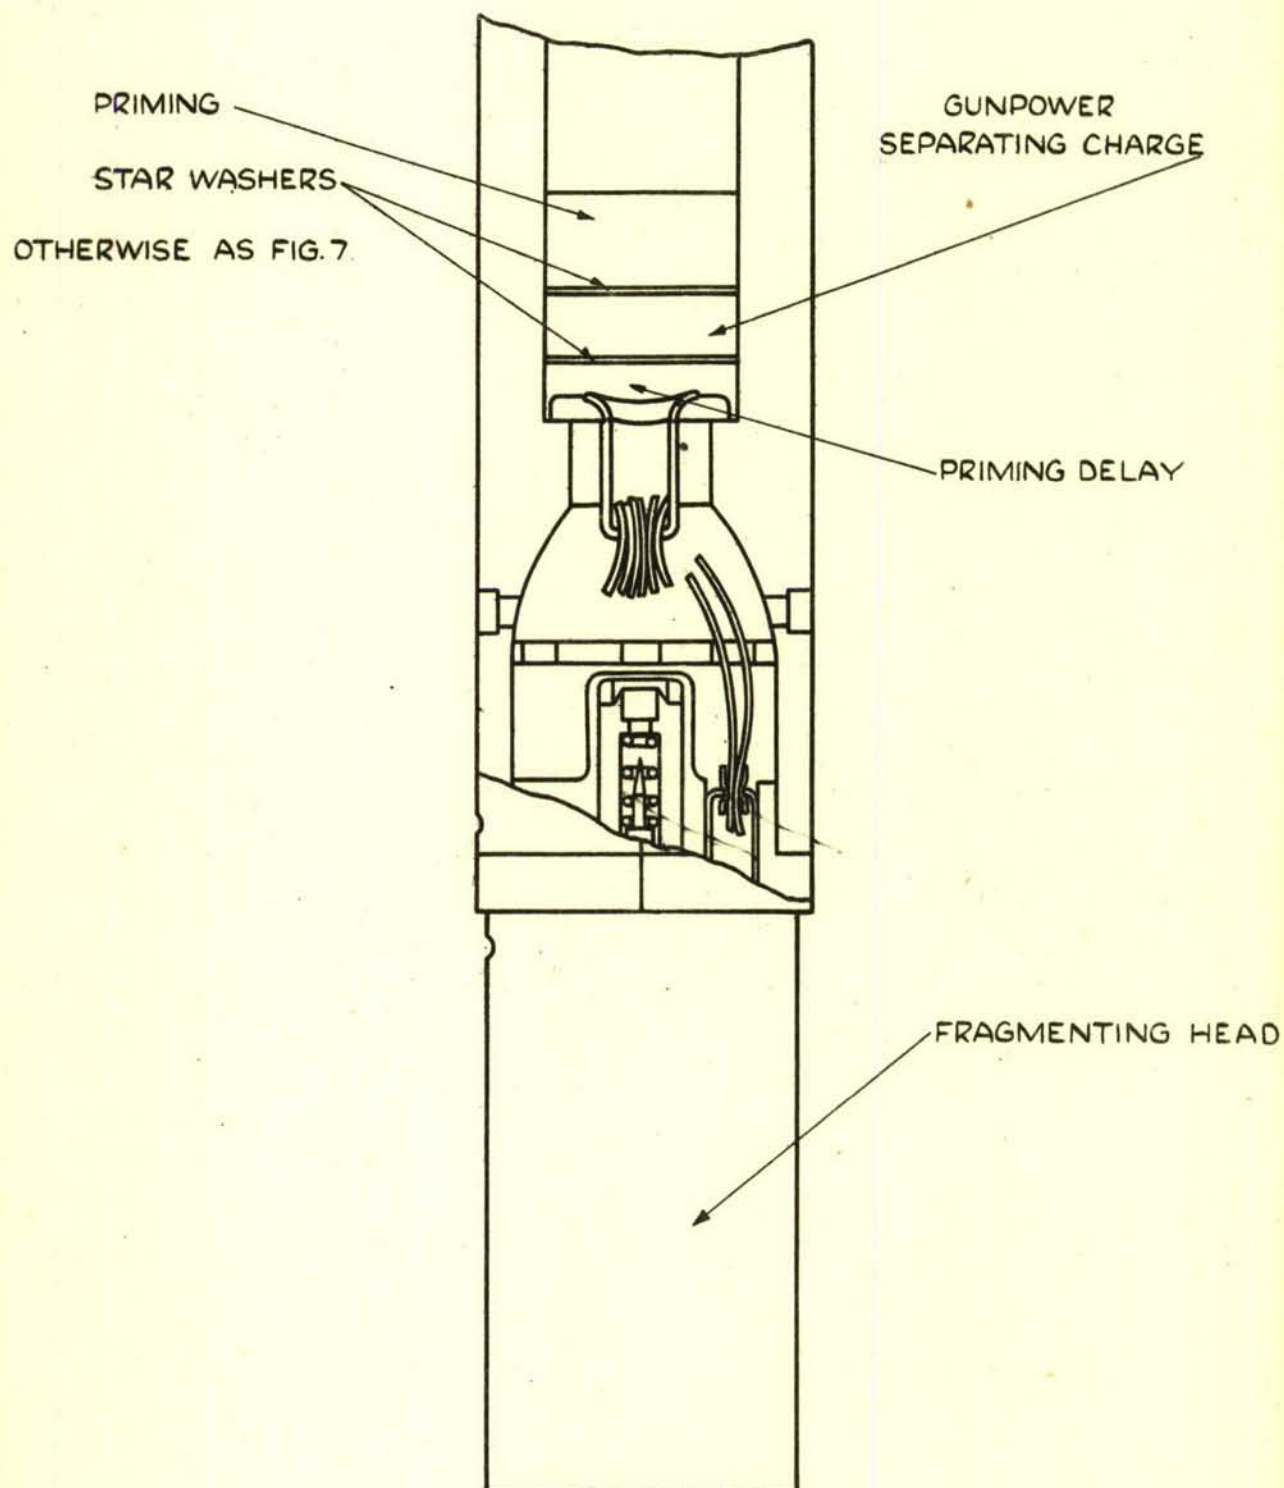 PRIMING
STAR WASHERS
OTHERWISE AS FIG. 7.
GUNPOWER
SEPARATING CHARGE
PRIMING DELAY
FRAGMENTING HEAD